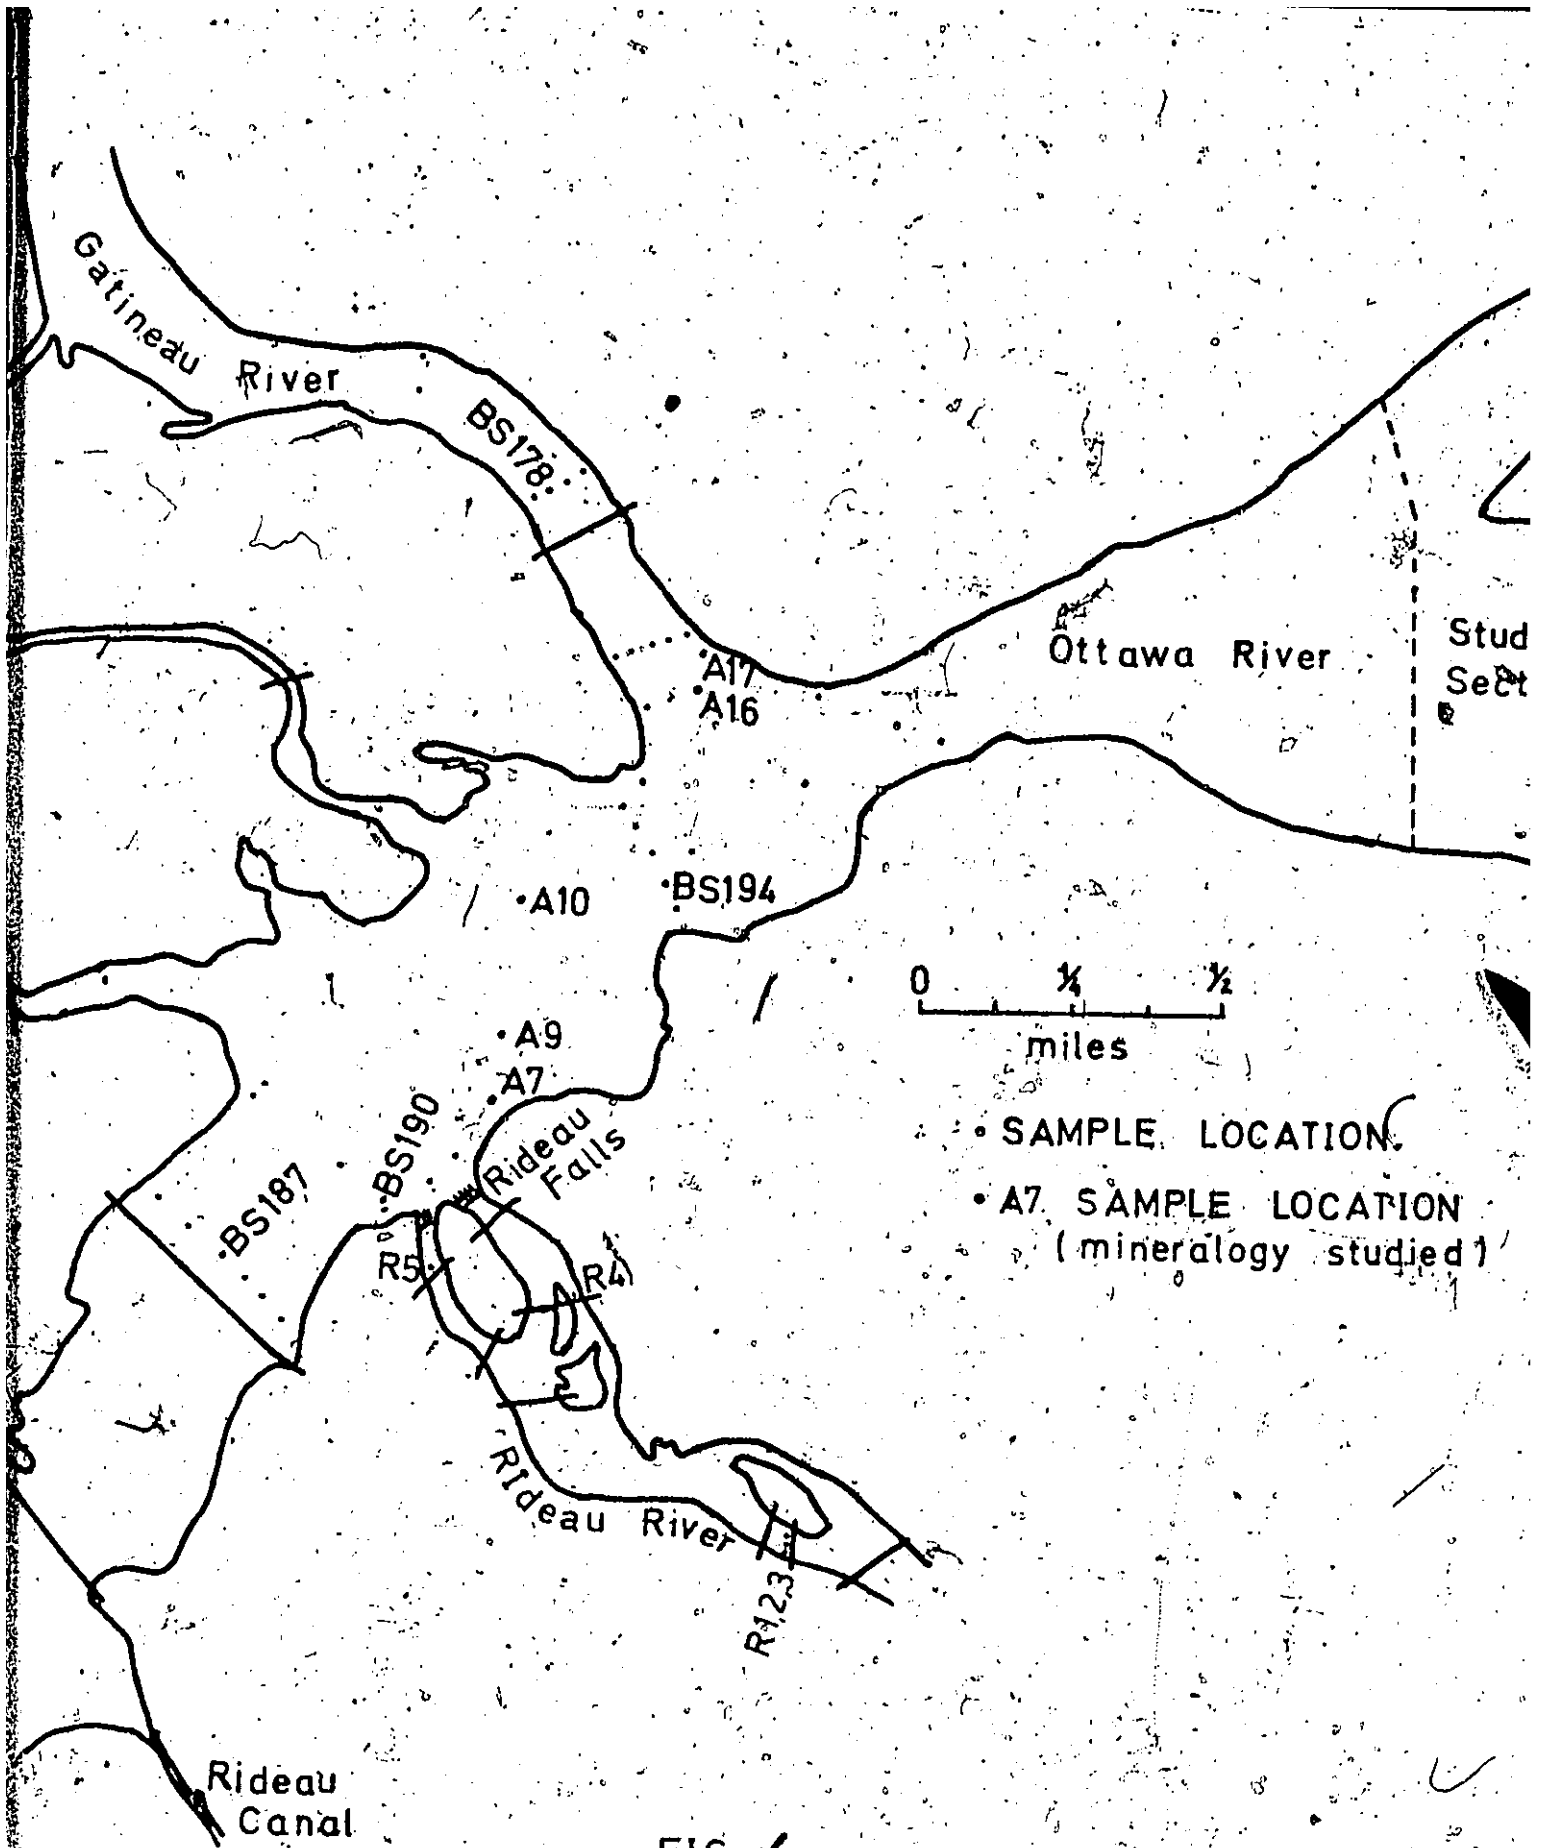 Gatineau River
BS178
Ottawa River
Stud
Sect
A17
A16
A10
BS194
0 ¼ ½
miles
A9
A7
BS190
Rideau
Falls
BS187
SAMPLE LOCATION
A7 SAMPLE LOCATION
(mineralogy studied)
R5
R4
Rideau River
R1,2,3
Rideau
Canal
FIG.